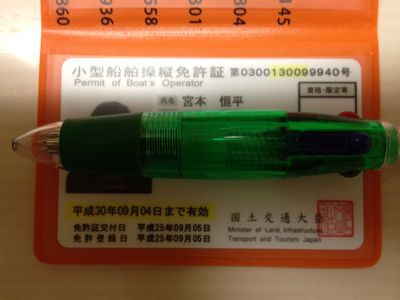 860
936
658
808
145
小型船舶操縦免許証 第0300130099940号
Permit of Boat's Operator
資格・限定等
氏名 宮本 恒平
平成30年09月04日まで有効
免許証交付日 平成25年09月05日
免許登録日 平成25年09月05日
国土交通大臣
Minister of Land, Infrastructure
Transport and Tourism Japan